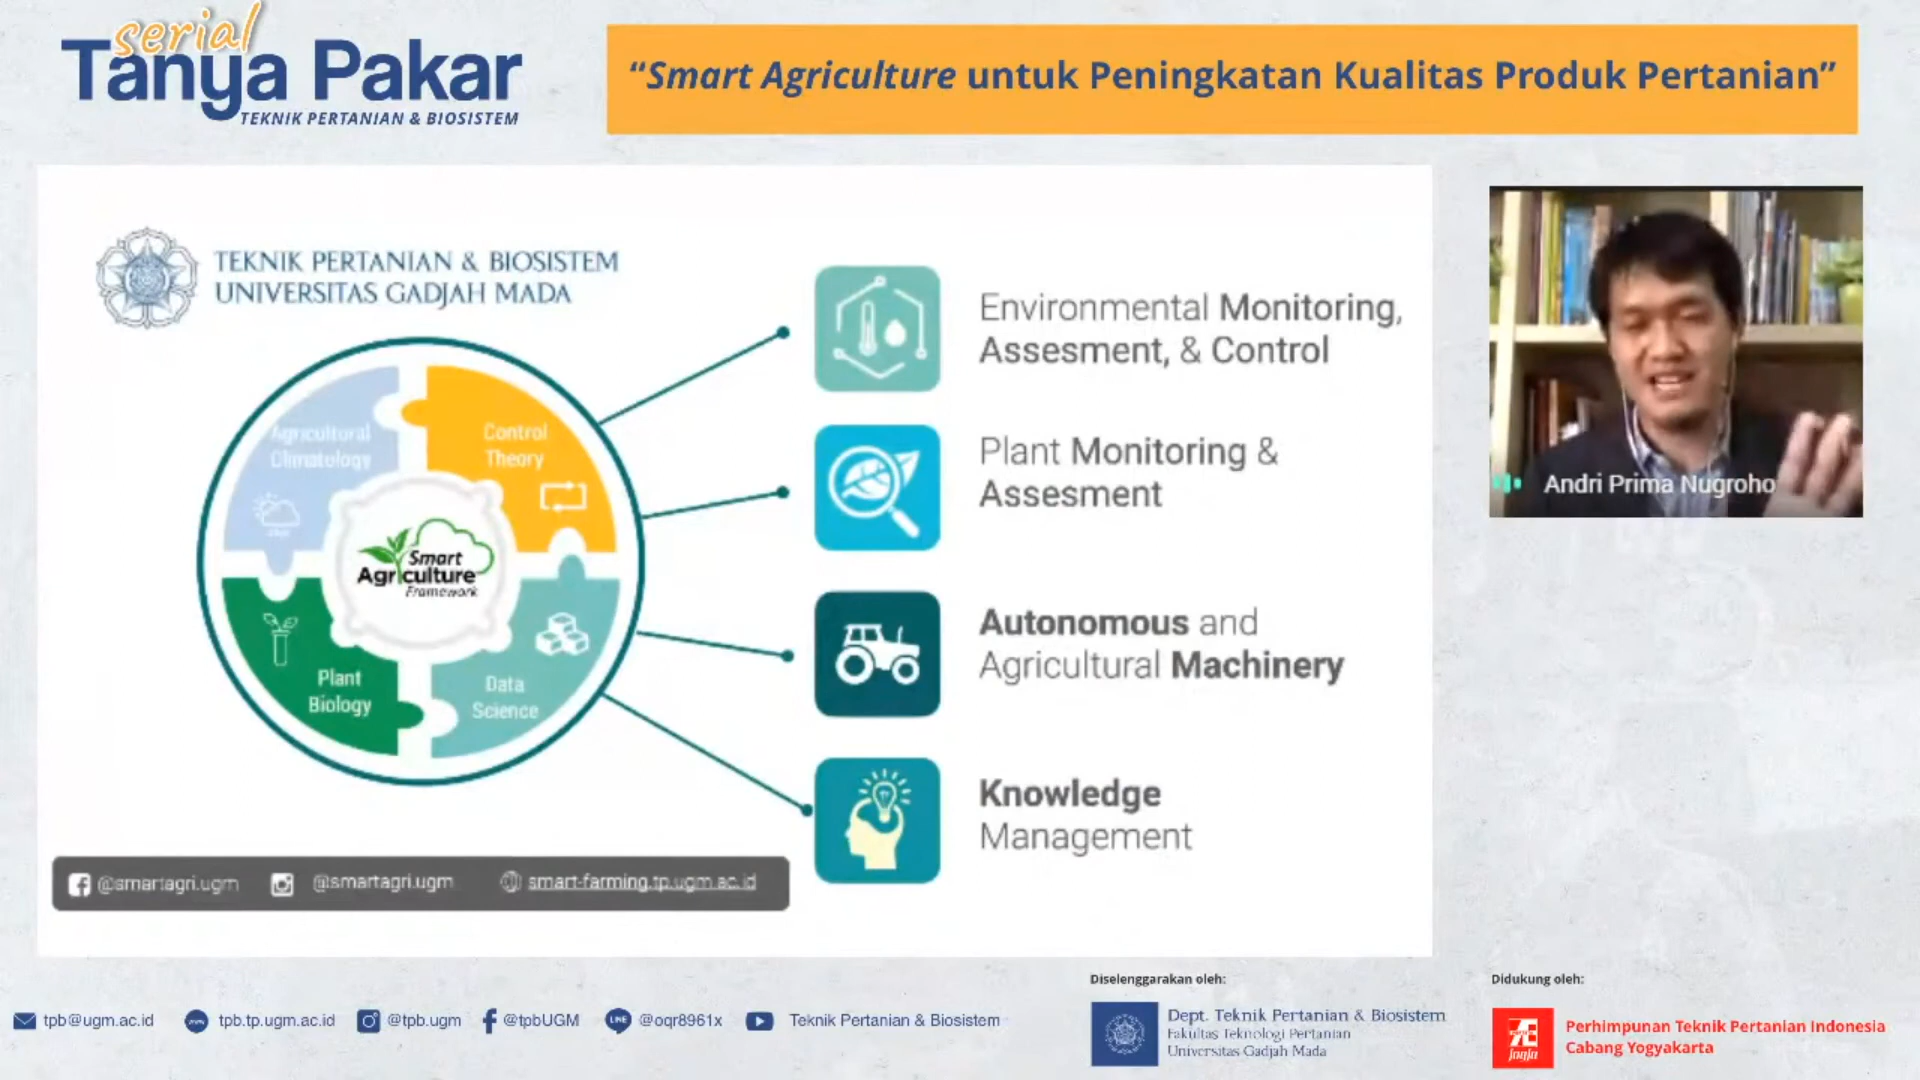 serial
Tanya Pakar
TEKNIK PERTANIAN & BIOSISTEM
“Smart Agriculture untuk Peningkatan Kualitas Produk Pertanian”
TEKNIK PERTANIAN & BIOSISTEM
UNIVERSITAS GADJAH MADA
Agricultural
Climatology
Control
Theory
Smart
Agriculture
Framework
Plant
Biology
Data
Science
Environmental Monitoring,
Assesment, & Control
Plant Monitoring &
Assesment
Autonomous and
Agricultural Machinery
Knowledge
Management
@smartagri.ugm
@smartagri.ugm
smart-farming.tp.ugm.ac.id
Andri Prima Nugroho
tpb@ugm.ac.id
tpb.tp.ugm.ac.id
@tpb.ugm
@tpbUGM
LINE
@oqr8961x
Teknik Pertanian & Biosistem
Diselenggarakan oleh:
Dept. Teknik Pertanian & Biosistem
Fakultas Teknologi Pertanian
Universitas Gadjah Mada
Didukung oleh:
Jogja
Perhimpunan Teknik Pertanian Indonesia
Cabang Yogyakarta